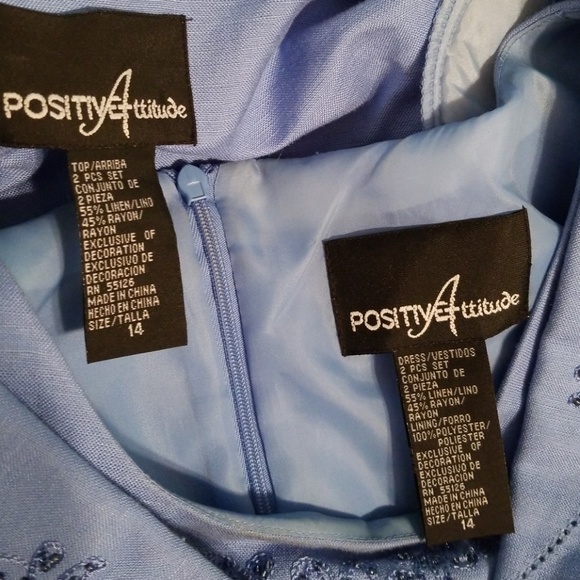 POSITIVE Attitude
TOP/ARRIBA
2 PCS SET
CONJUNTO DE
2 PIEZA
55% LINEN/LINO
45% RAYON/
RAYON
EXCLUSIVE OF
DECORATION
EXCLUSIVO DE
DECORACION
RN 55126
MADE IN CHINA
HECHO EN CHINA
SIZE/TALLA
14
POSITIVE Attitude
DRESS/VESTIDOS
2 PCS SET
CONJUNTO DE
2 PIEZA
55% LINEN/LINO
45% RAYON/
RAYON
LINING/FORRO
100%POLYESTER/
POLIESTER
EXCLUSIVE OF
DECORATION
EXCLUSIVO DE
DECORACION
RN 55126
MADE IN CHINA
HECHO EN CHINA
SIZE/TALLA
14